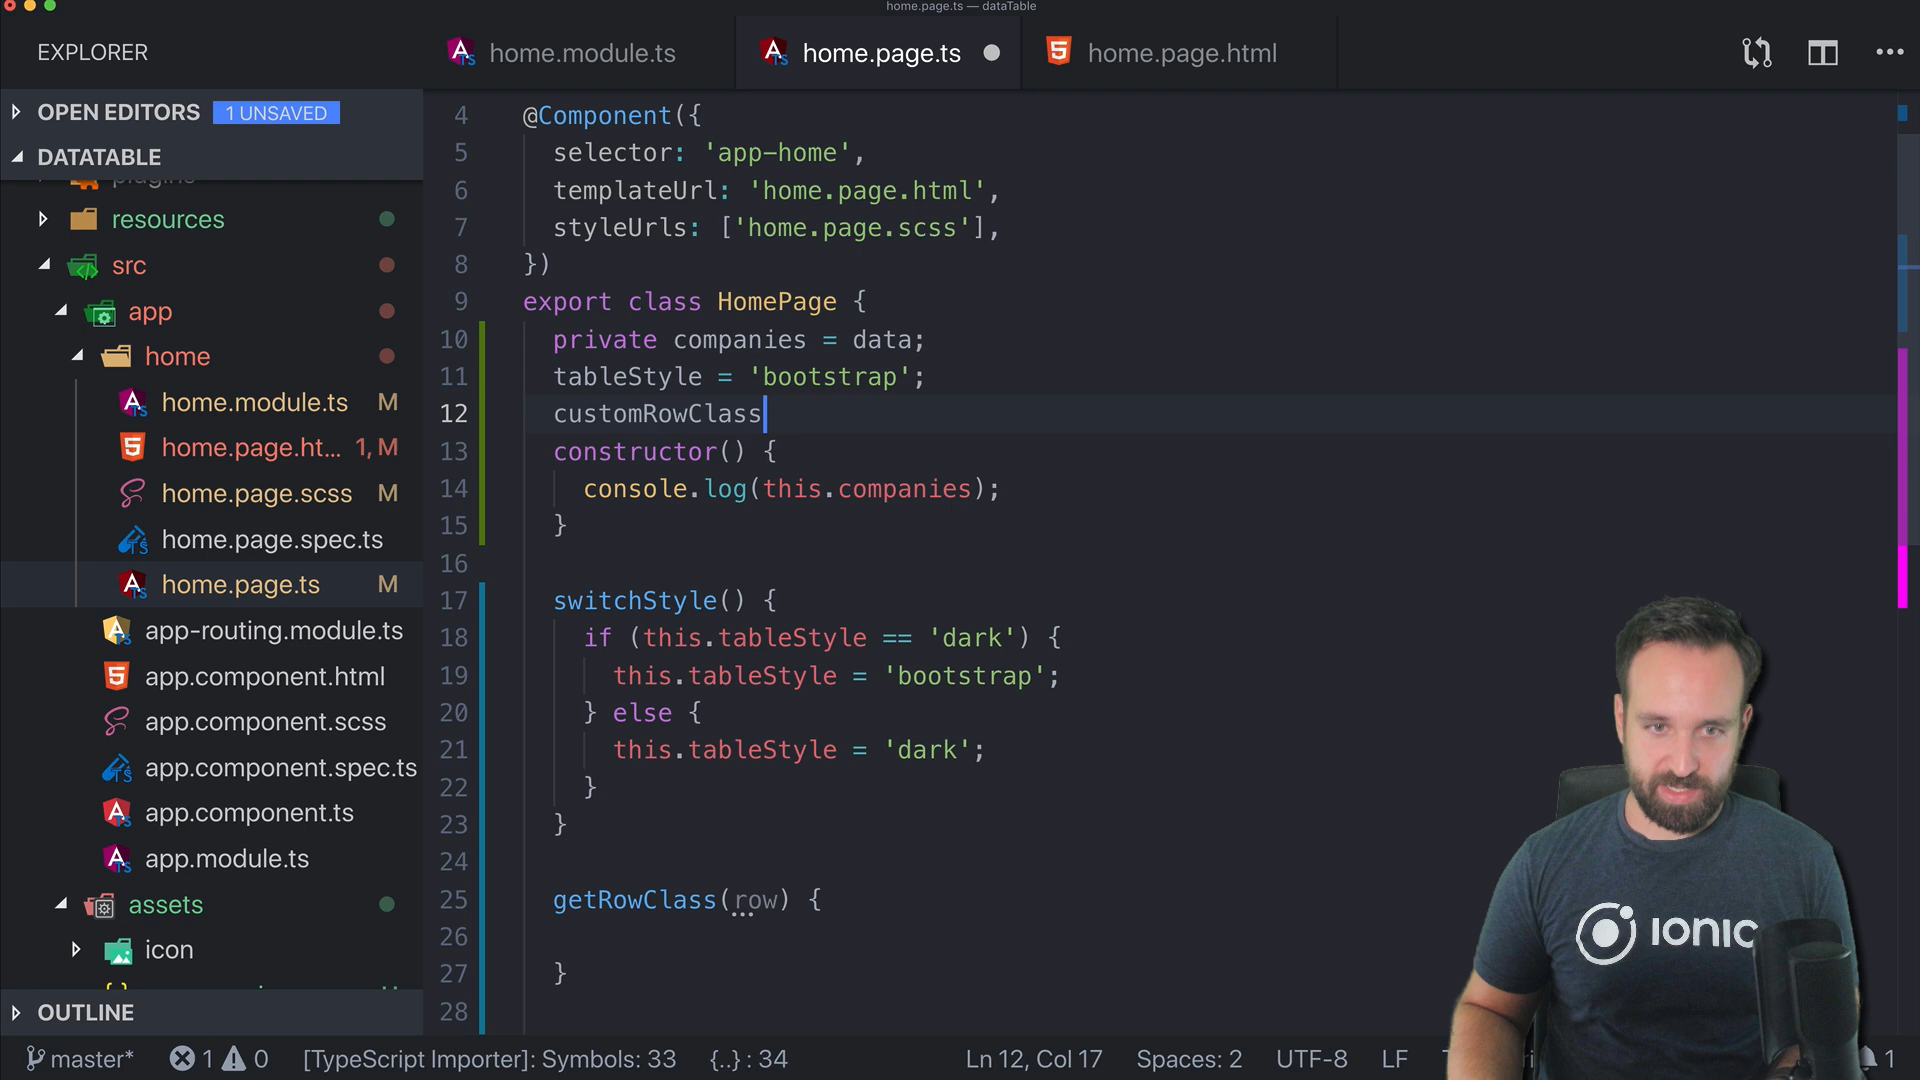 home.page.ts — dataTable
EXPLORER
home.module.ts
home.page.ts
home.page.html
OPEN EDITORS 1 UNSAVED
DATATABLE
plugins
resources
src
app
home
home.module.ts M
home.page.ht... 1, M
home.page.scss M
home.page.spec.ts
home.page.ts M
app-routing.module.ts
app.component.html
app.component.scss
app.component.spec.ts
app.component.ts
app.module.ts
assets
icon
OUTLINE
4 @Component({
5 selector: 'app-home',
6 templateUrl: 'home.page.html',
7 styleUrls: ['home.page.scss'],
8 })
9 export class HomePage {
10 private companies = data;
11 tableStyle = 'bootstrap';
12 customRowClass
13 constructor() {
14 console.log(this.companies);
15 }
16
17 switchStyle() {
18 if (this.tableStyle == 'dark') {
19 this.tableStyle = 'bootstrap';
20 } else {
21 this.tableStyle = 'dark';
22 }
23 }
24
25 getRowClass(row) {
26
27 }
28
IONIC
master* 1 0 [TypeScript Importer]: Symbols: 33 {..} : 34 Ln 12, Col 17 Spaces: 2 UTF-8 LF 1